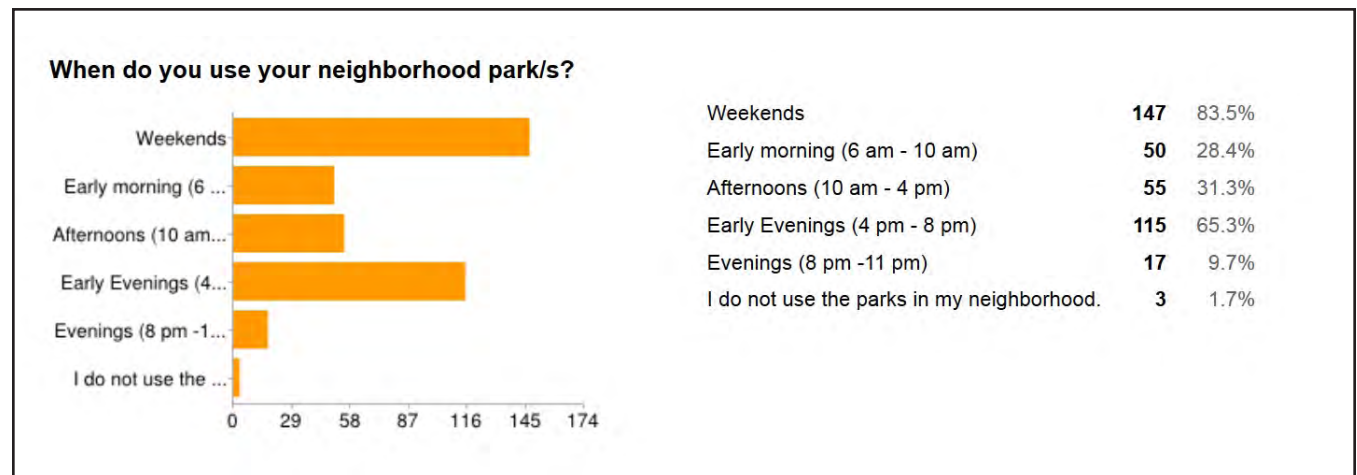 When do you use your neighborhood park/s?
Weekends
Early morning (6 ...
Afternoons (10 am...
Early Evenings (4...
Evenings (8 pm -1...
I do not use the ...
0 29 58 87 116 145 174
Weekends 147 83.5%
Early morning (6 am - 10 am) 50 28.4%
Afternoons (10 am - 4 pm) 55 31.3%
Early Evenings (4 pm - 8 pm) 115 65.3%
Evenings (8 pm -11 pm) 17 9.7%
I do not use the parks in my neighborhood. 3 1.7%